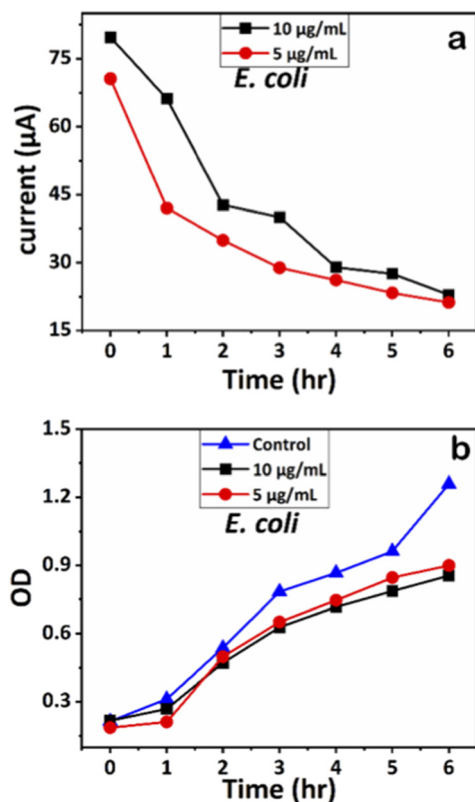 a
10 µg/mL
5 µg/mL
E. coli
current (µA)
75
60
45
30
15
0 1 2 3 4 5 6
Time (hr)
b
Control
10 µg/mL
5 µg/mL
E. coli
OD
1.5
1.2
0.9
0.6
0.3
0 1 2 3 4 5 6
Time (hr)